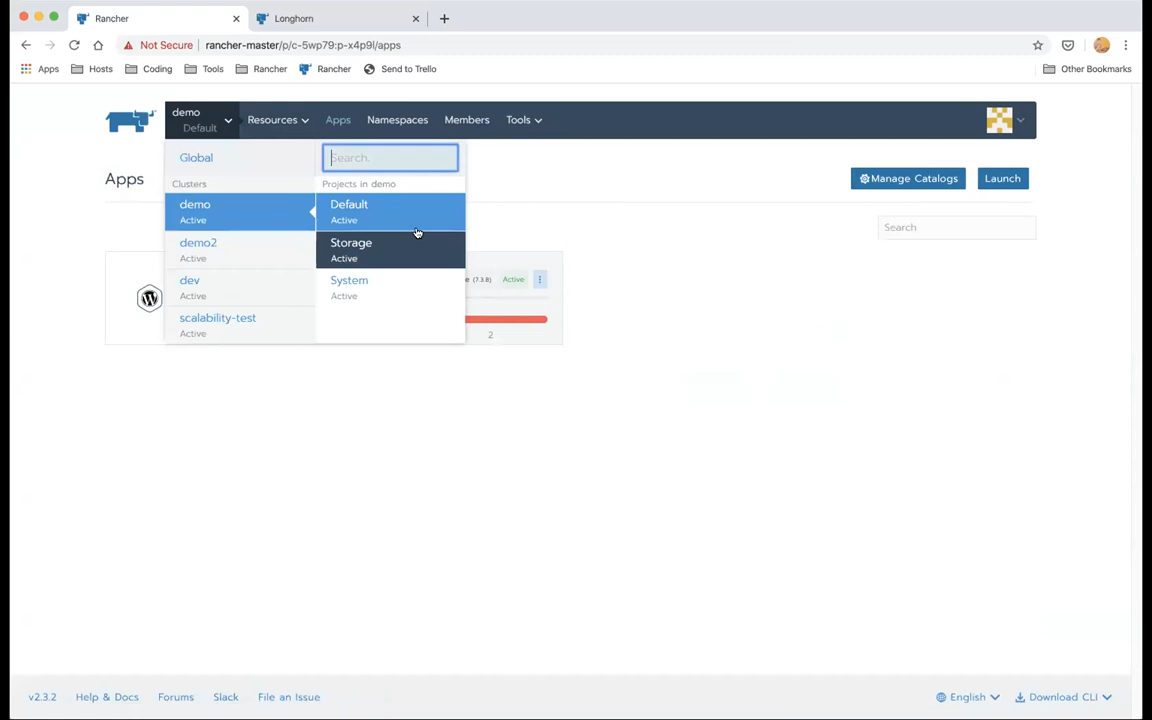 Rancher
Longhorn
Not Secure
rancher-master/p/c-5wp79:p-x4p9l/apps
Apps
Hosts
Coding
Tools
Rancher
Rancher
Send to Trello
Other Bookmarks
demo
Default
Resources
Apps
Namespaces
Members
Tools
Apps
Manage Catalogs
Launch
Search
Global
Search.
Clusters
Projects in demo
demo
Active
Default
Active
demo2
Active
Storage
Active
dev
Active
System
Active
scalability-test
Active
(7.3.8)
Active
2
v2.3.2
Help & Docs
Forums
Slack
File an Issue
English
Download CLI